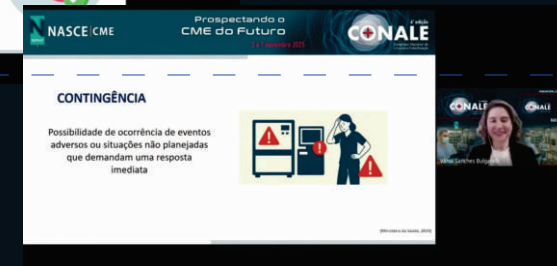 NASCE|CME
Prospectando o
CME do Futuro
CONALE
CONTINGÊNCIA
Possibilidade de ocorrência de eventos
adversos ou situações não planejadas
que demandam uma resposta
imediata
CONALE
CONALE
Sanches